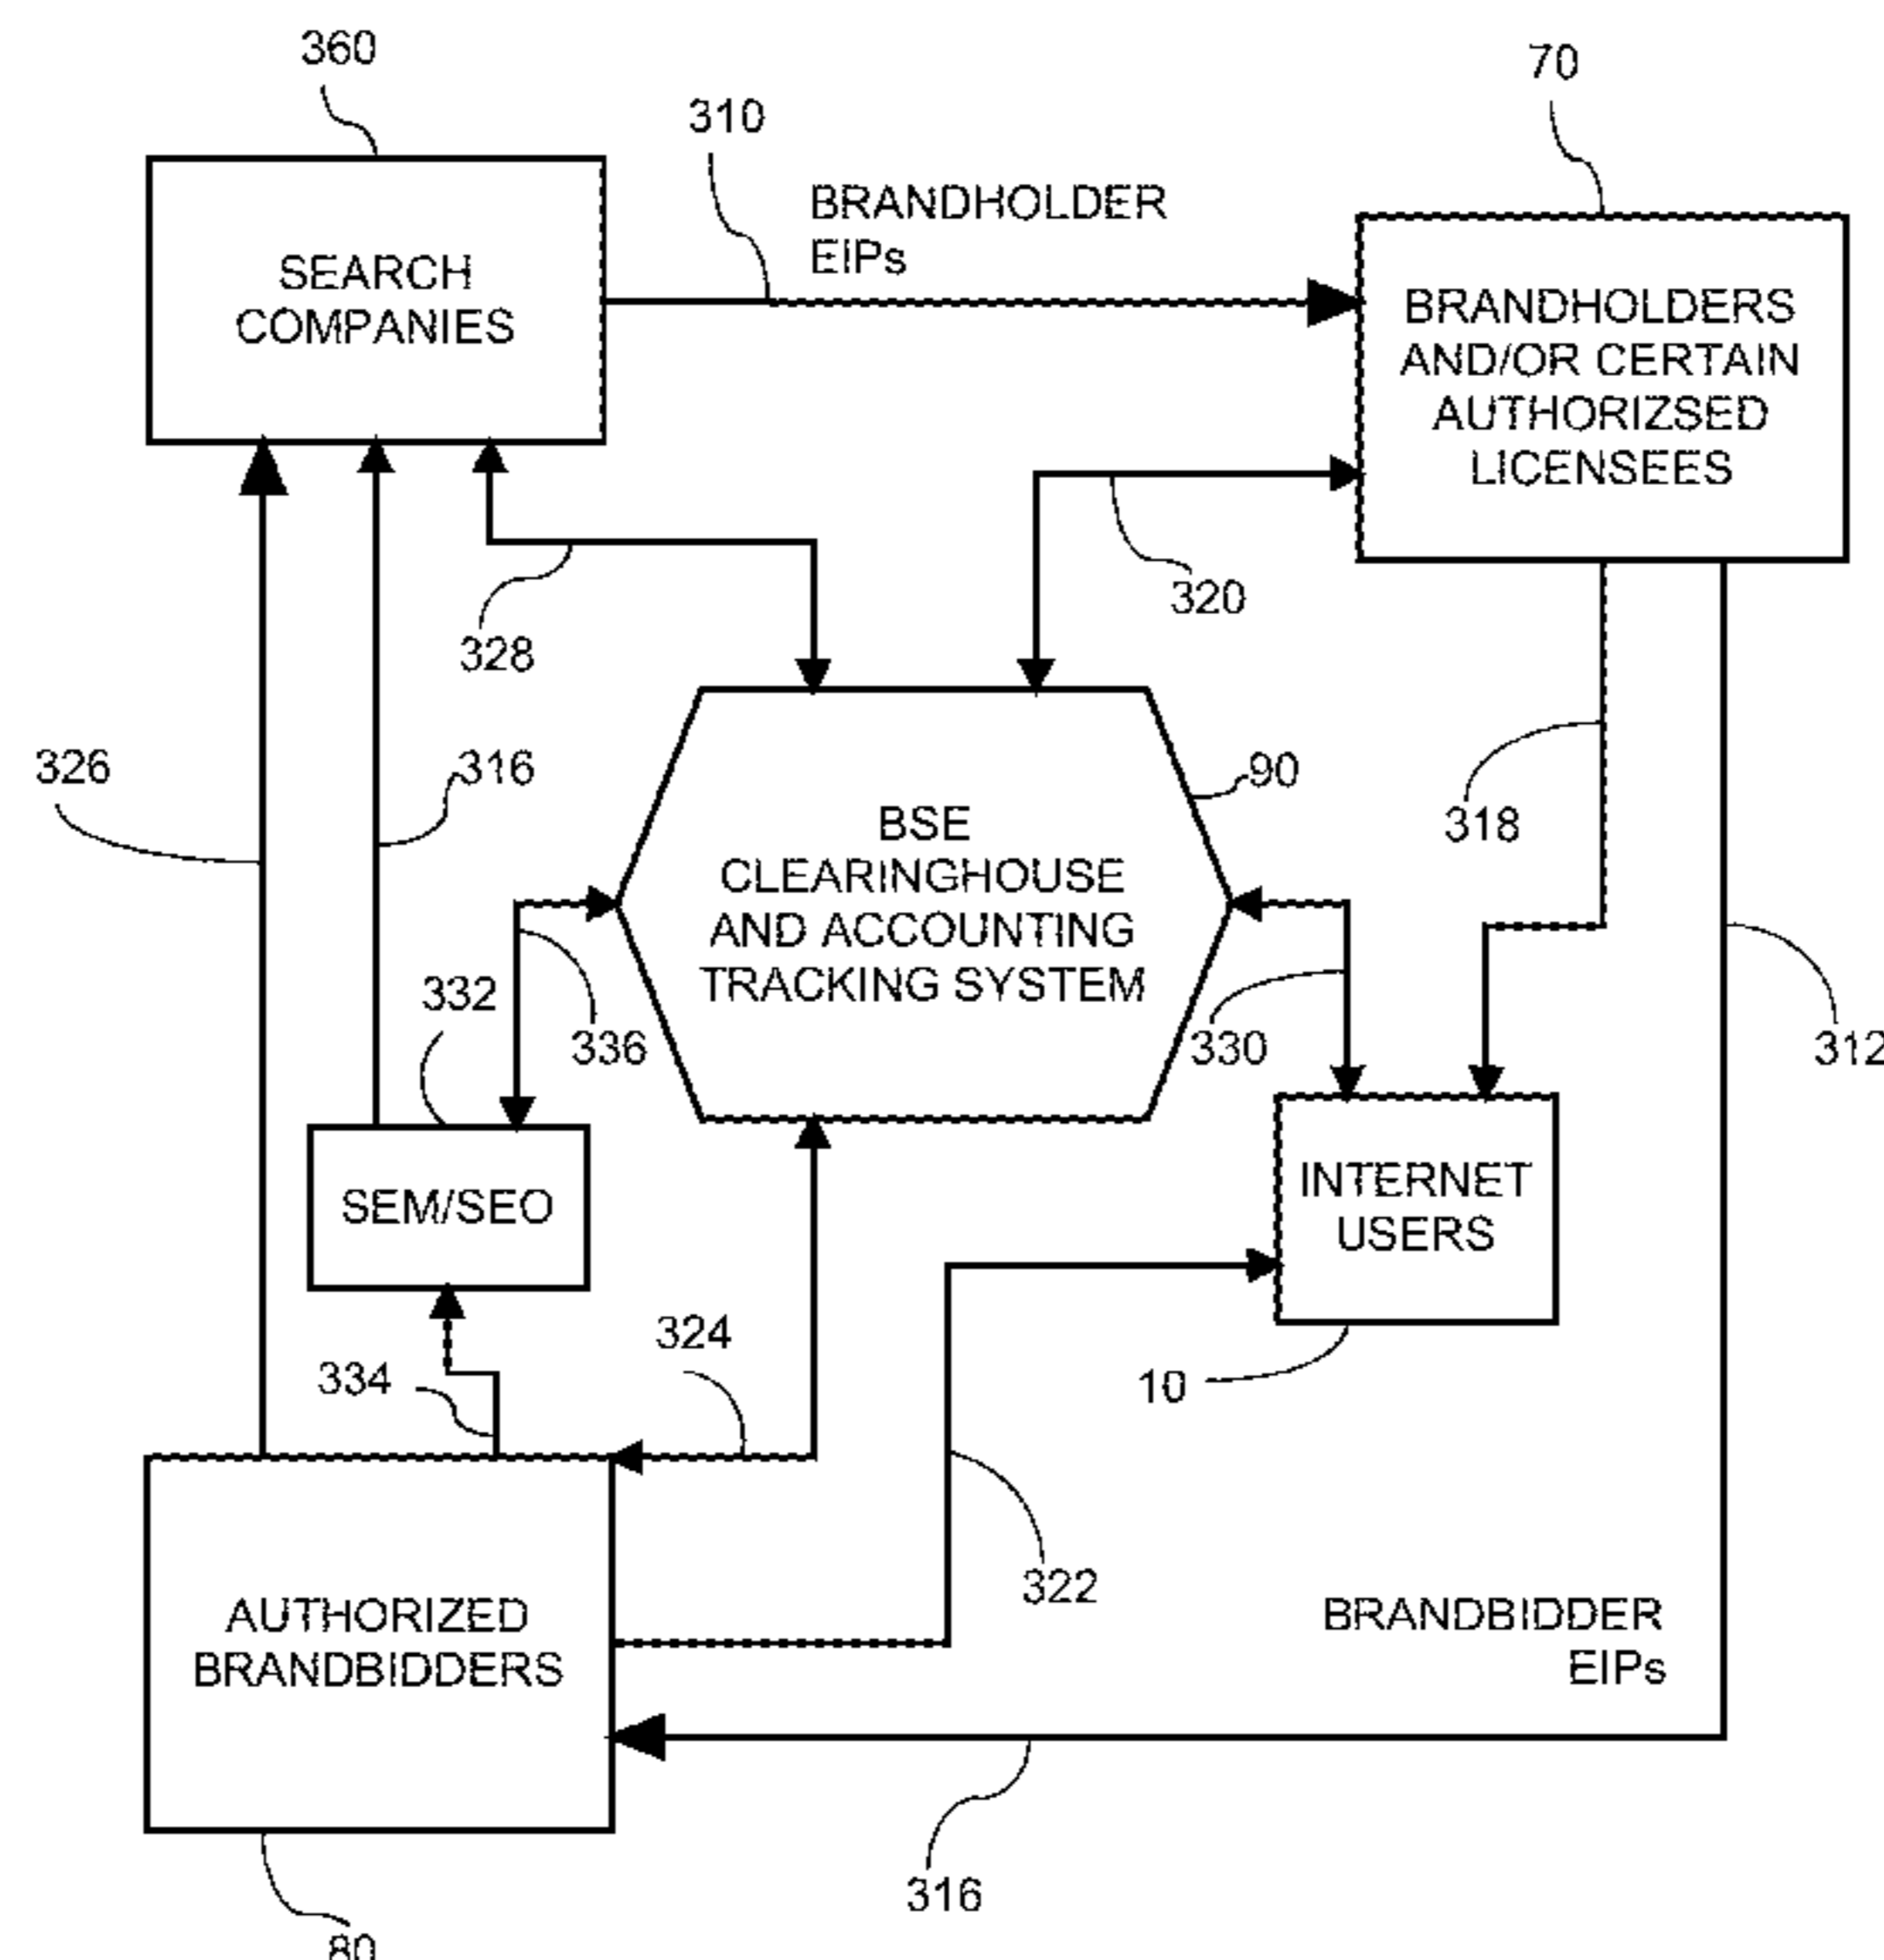 360
70
310
BRANDHOLDER
EIPs
SEARCH
COMPANIES
BRANDHOLDERS
AND/OR CERTAIN
AUTHORIZSED
LICENSEES
320
328
326
316
90
318
BSE
CLEARINGHOUSE
AND ACCOUNTING
TRACKING SYSTEM
332
336
330
312
SEM/SEO
INTERNET
USERS
324
334
10
322
AUTHORIZED
BRANDBIDDERS
BRANDBIDDER
EIPs
316
80